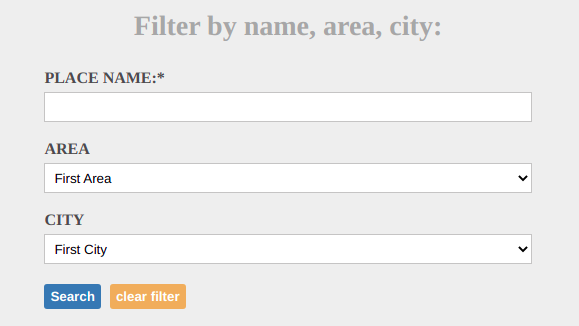 Filter by name, area, city:
PLACE NAME:*
AREA
First Area
CITY
First City
Search clear filter